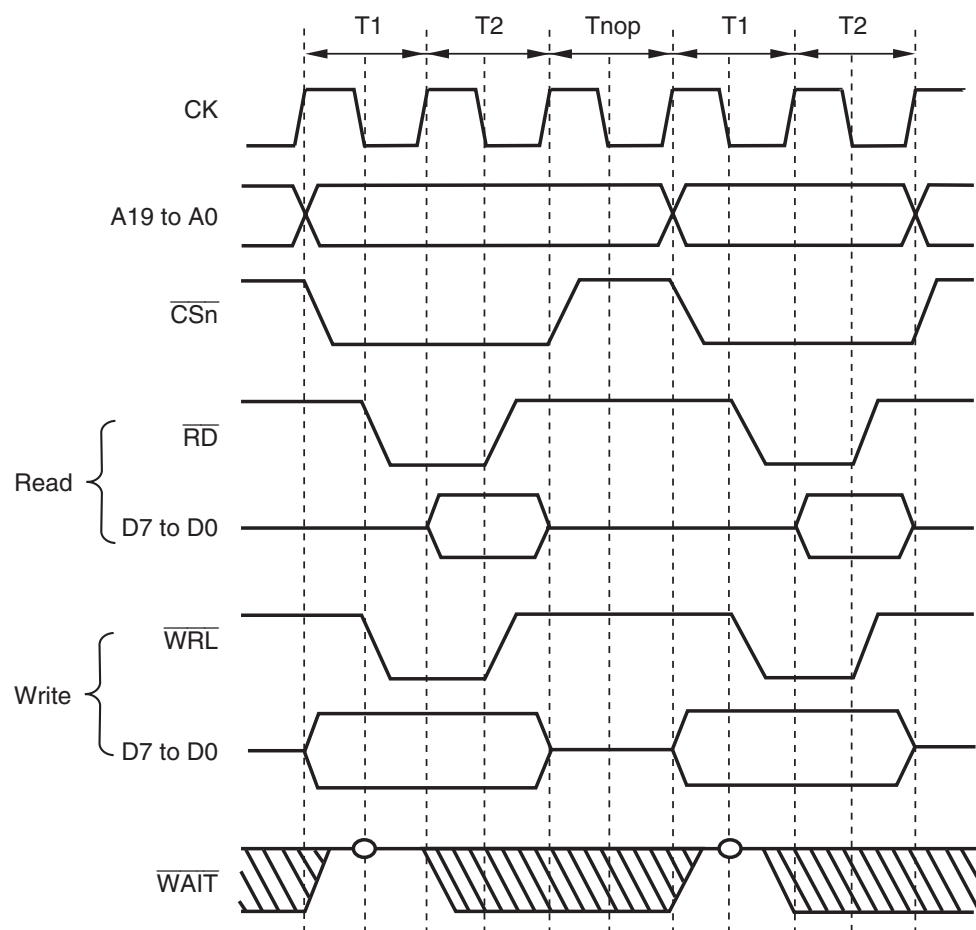 T1 T2 Tnop T1 T2
CK
A19 to A0
CSn
RD
Read
D7 to D0
WRL
Write
D7 to D0
WAIT